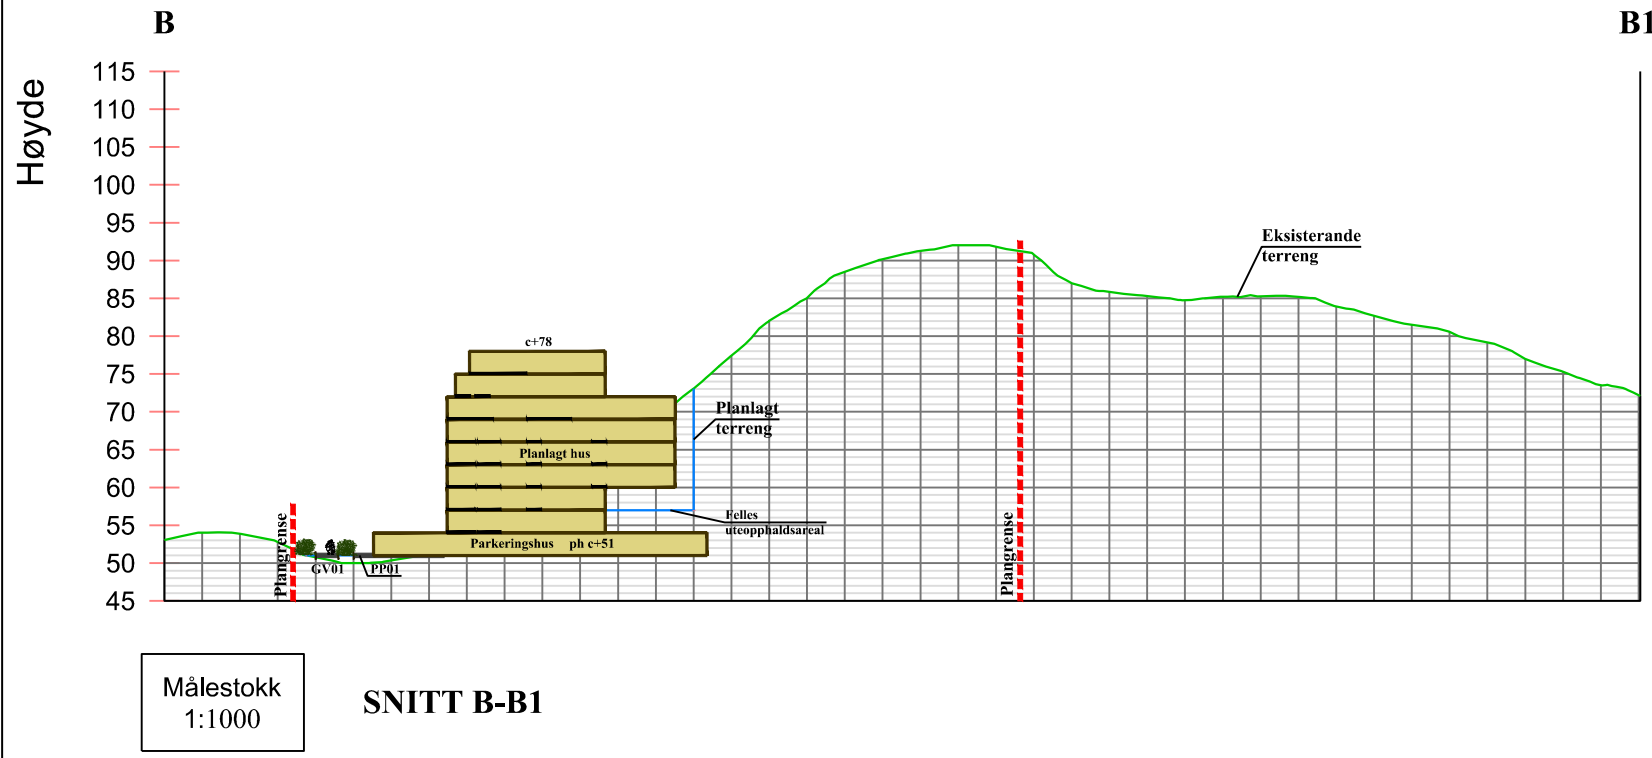 B
B1
Høyde
115
110
105
100
95
90
85
80
75
70
65
60
55
50
45
Eksisterande
terreng
c+78
Planlagt
terreng
Planlagt hus
Felles
uteopphaldsareal
Parkeringshus ph c+51
Plangrense
GV01
PP01
Plangrense
Målestokk
1:1000
SNITT B-B1